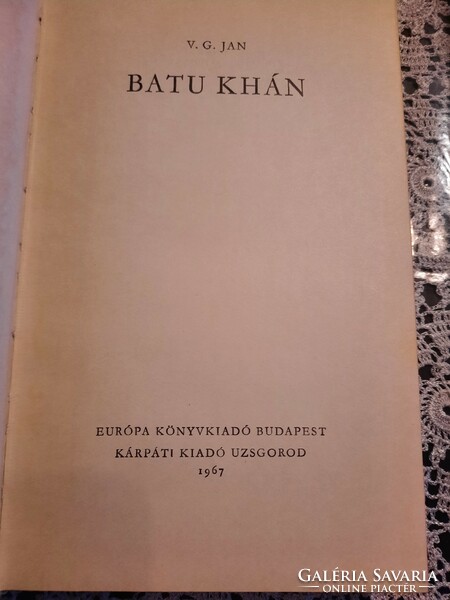 V. G. JAN
BATU KHÁN
EURÓPA KÖNYVKIADÓ BUDAPEST
KÁRPÁTI KIADÓ UZSGOROD
1967
GALÉRIA SAVARIA
ONLINE PIACTÉR